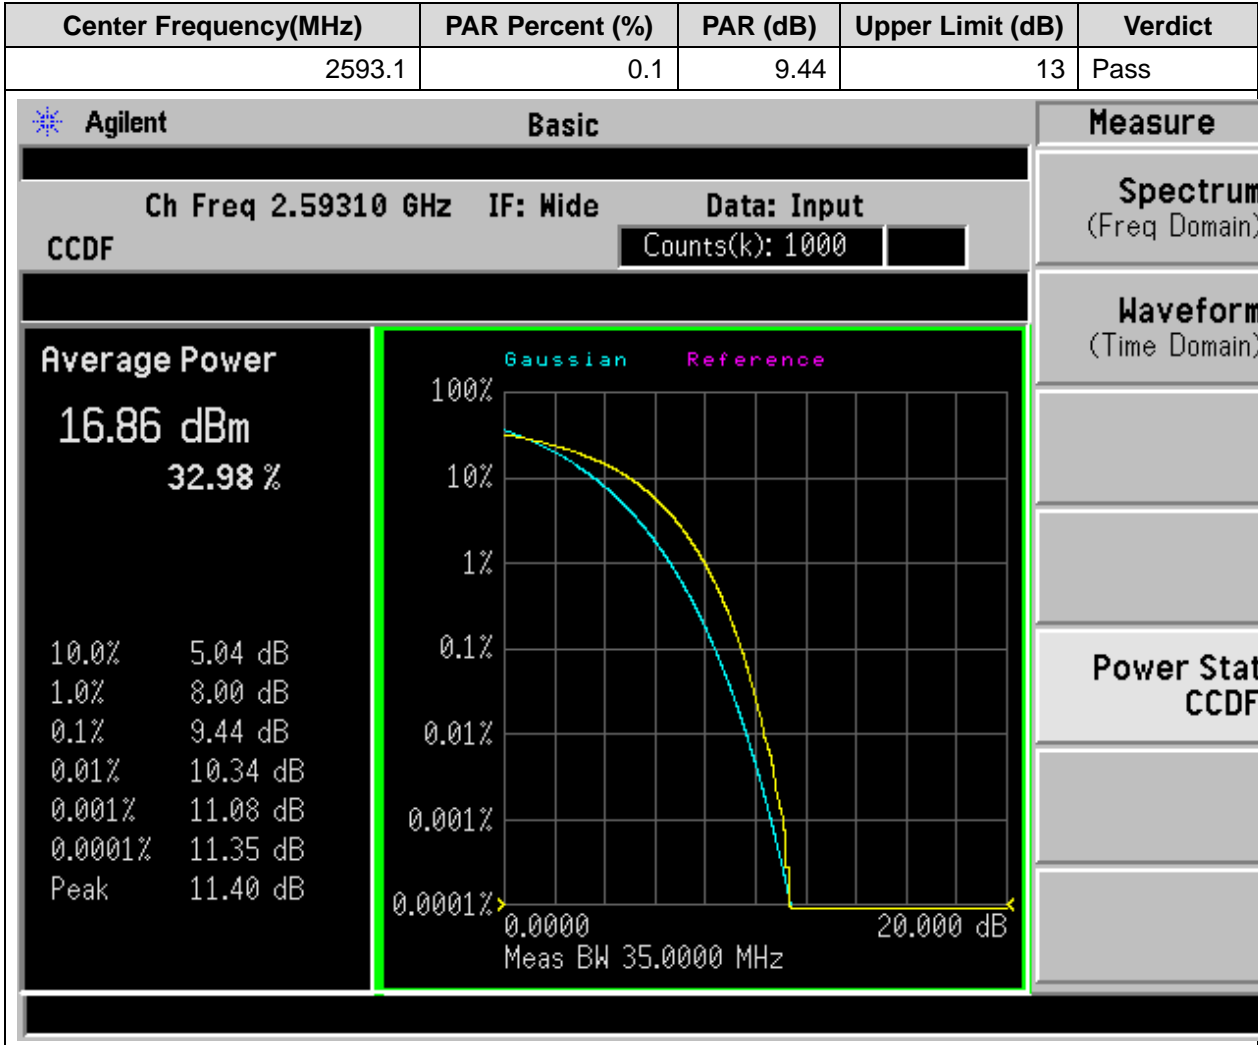 Center Frequency(MHz) PAR Percent (%) PAR (dB) Upper Limit (dB) Verdict
2593.1 0.1 9.44 13 Pass
Agilent Basic Measure
Ch Freq 2.59310 GHz IF: Wide Data: Input
CCDF Counts(k): 1000
Spectrum
(Freq Domain)
Waveform
(Time Domain)
Power Stat
CCDF
Average Power
16.86 dBm
32.98 %
10.0% 5.04 dB
1.0% 8.00 dB
0.1% 9.44 dB
0.01% 10.34 dB
0.001% 11.08 dB
0.0001% 11.35 dB
Peak 11.40 dB
Gaussian Reference
100%
10%
1%
0.1%
0.01%
0.001%
0.0001%
0.0000 20.000 dB
Meas BW 35.0000 MHz